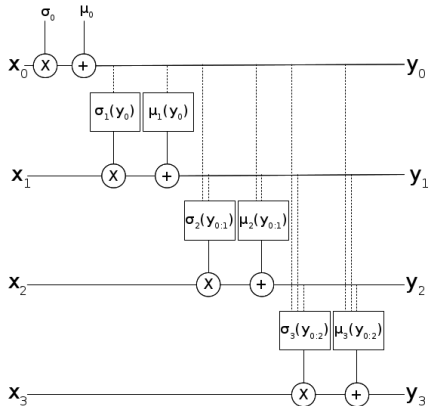 σ₀ μ₀
x₀ X + y₀
σ₁(y₀) μ₁(y₀)
x₁ X + y₁
σ₂(y₀:₁) μ₂(y₀:₁)
x₂ X + y₂
σ₃(y₀:₂) μ₃(y₀:₂)
x₃ X + y₃